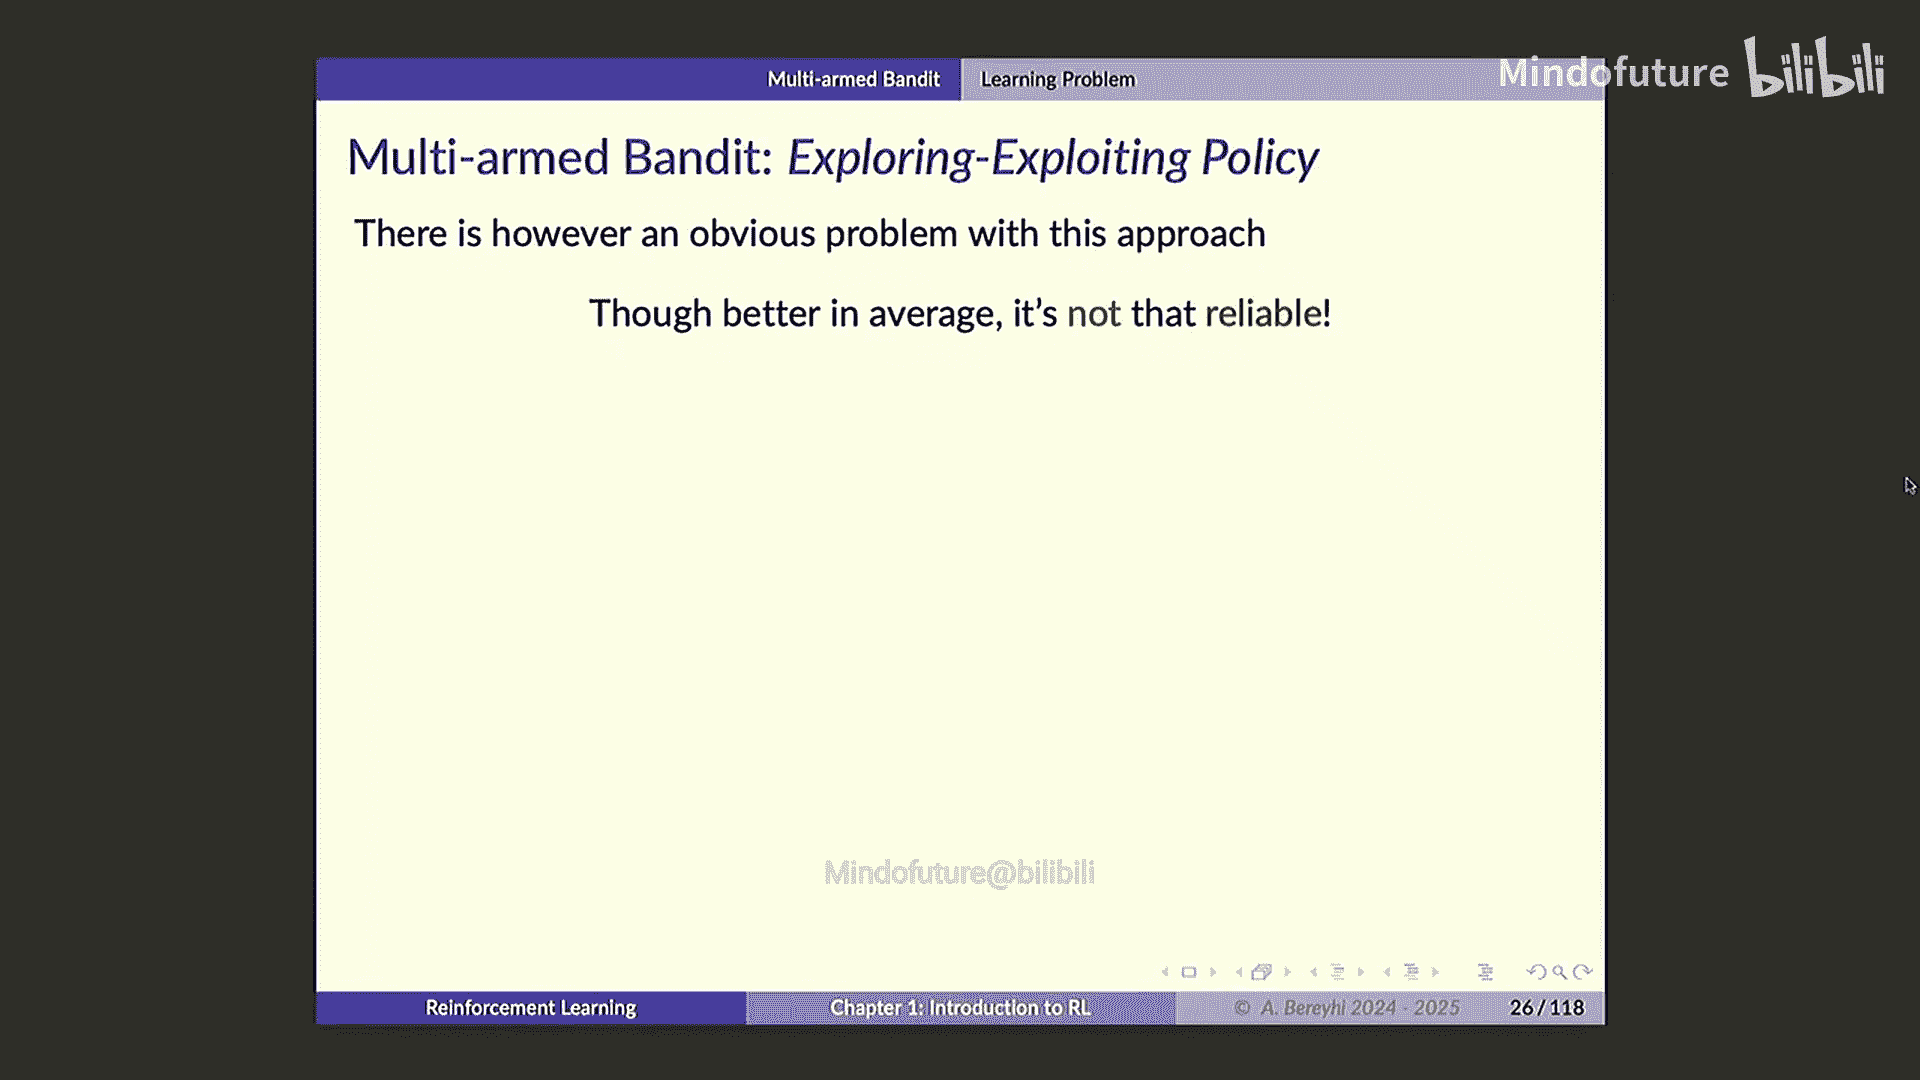 Multi-armed Bandit Learning Problem
Mindofuture bilibili
Multi-armed Bandit: Exploring-Exploiting Policy
There is however an obvious problem with this approach
Though better in average, it's not that reliable!
Mindofuture@bilibili
Reinforcement Learning Chapter 1: Introduction to RL © A. Bereyhi 2024 - 2025 26 / 118